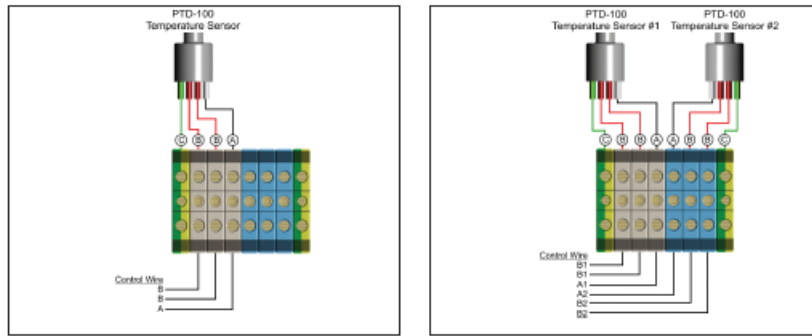 PTD-100
Temperature Sensor
C
B
B
A
Control Wire
B
B
A
PTD-100
Temperature Sensor #1
PTD-100
Temperature Sensor #2
C
B
B
A
A
B
B
C
Control Wire
B1
B1
A1
A2
B2
B2